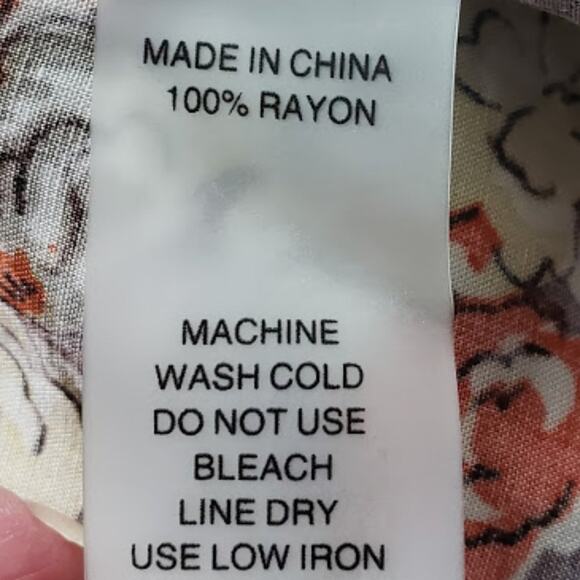 MADE IN CHINA
100% RAYON
MACHINE
WASH COLD
DO NOT USE
BLEACH
LINE DRY
USE LOW IRON